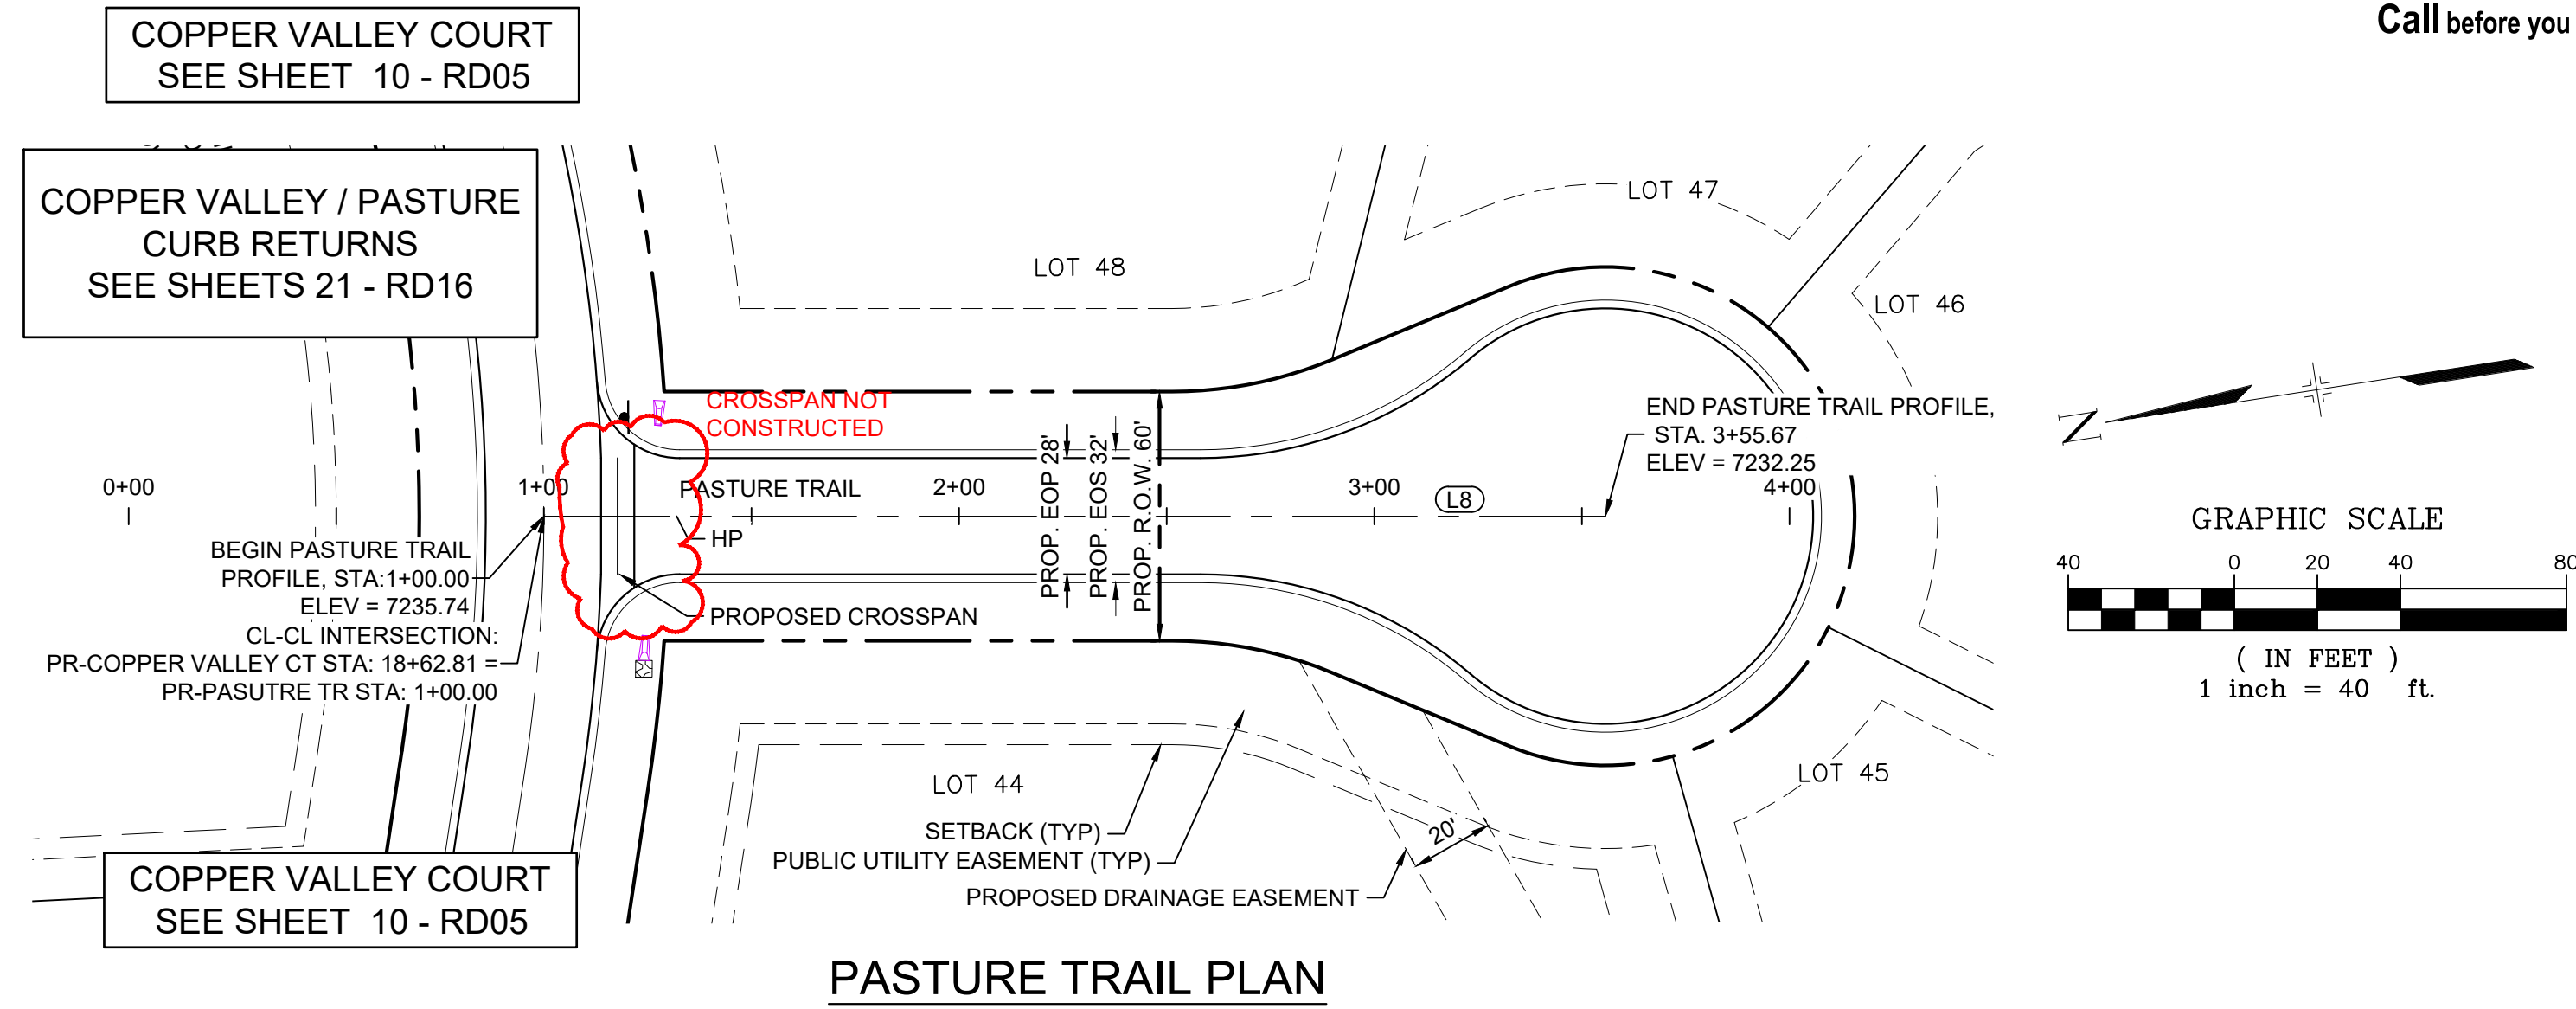 COPPER VALLEY COURT
SEE SHEET 10 - RD05
Call before you
COPPER VALLEY / PASTURE
CURB RETURNS
SEE SHEETS 21 - RD16
LOT 47
LOT 48
LOT 46
CROSSPAN NOT
CONSTRUCTED
END PASTURE TRAIL PROFILE,
STA. 3+55.67
ELEV = 7232.25
N
0+00
1+00
PASTURE TRAIL
2+00
3+00
L8
4+00
PROP. EOP 28'
PROP. EOS 32'
PROP. R.O.W. 60'
HP
BEGIN PASTURE TRAIL
PROFILE, STA:1+00.00
ELEV = 7235.74
CL-CL INTERSECTION:
PR-COPPER VALLEY CT STA: 18+62.81 =
PR-PASUTRE TR STA: 1+00.00
PROPOSED CROSSPAN
GRAPHIC SCALE
40 0 20 40 80
( IN FEET )
1 inch = 40 ft.
LOT 44
LOT 45
SETBACK (TYP)
PUBLIC UTILITY EASEMENT (TYP)
20'
PROPOSED DRAINAGE EASEMENT
COPPER VALLEY COURT
SEE SHEET 10 - RD05
PASTURE TRAIL PLAN